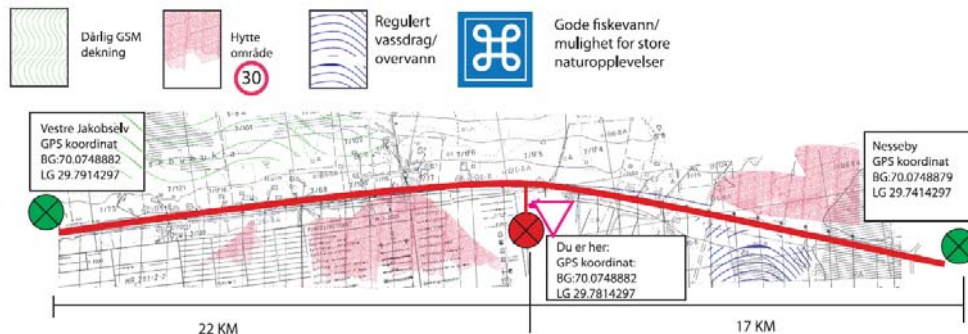 Dårlig GSM
dekning
Hytte
område
30
Regulert
vassdrag/
overvann
Gode fiskevann/
mulighet for store
naturopplevelser
Vestre Jakobselv
GPS koordinat
BG:70.0748882
LG 29.7914297
Nesseby
GPS koordinat
BG:70.0748879
LG 29.7414297
Du er her:
GPS koordinat:
BG:70.0748882
LG 29.7814297
22 KM
17 KM